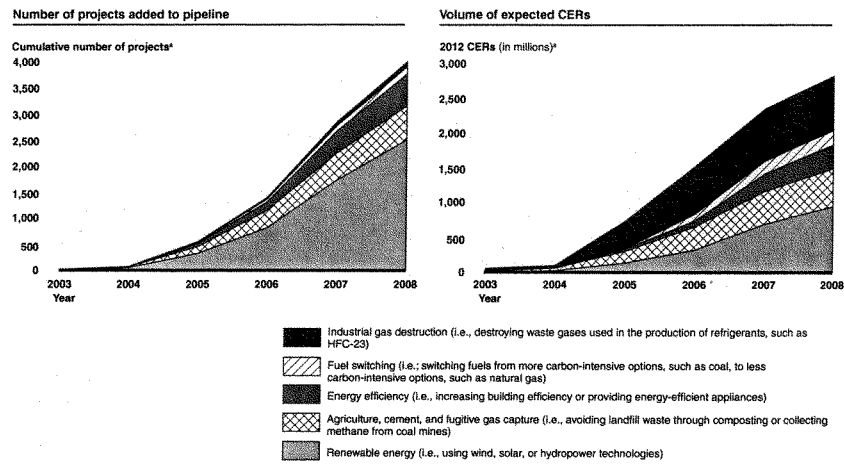 Number of projects added to pipeline
Cumulative number of projectsª
4,000
3,500
3,000
2,500
2,000
1,500
1,000
500
0
2003 2004 2005 2006 2007 2008
Year
Volume of expected CERs
2012 CERs (in millions)ª
3,000
2,500
2,000
1,500
1,000
500
0
2003 2004 2005 2006 2007 2008
Year
Industrial gas destruction (i.e., destroying waste gases used in the production of refrigerants, such as
HFC-23)
Fuel switching (i.e.; switching fuels from more carbon-intensive options, such as coal, to less
carbon-intensive options, such as natural gas)
Energy efficiency (i.e., increasing building efficiency or providing energy-efficient appliances)
Agriculture, cement, and fugitive gas capture (i.e., avoiding landfill waste through composting or collecting
methane from coal mines)
Renewable energy (i.e., using wind, solar, or hydropower technologies)